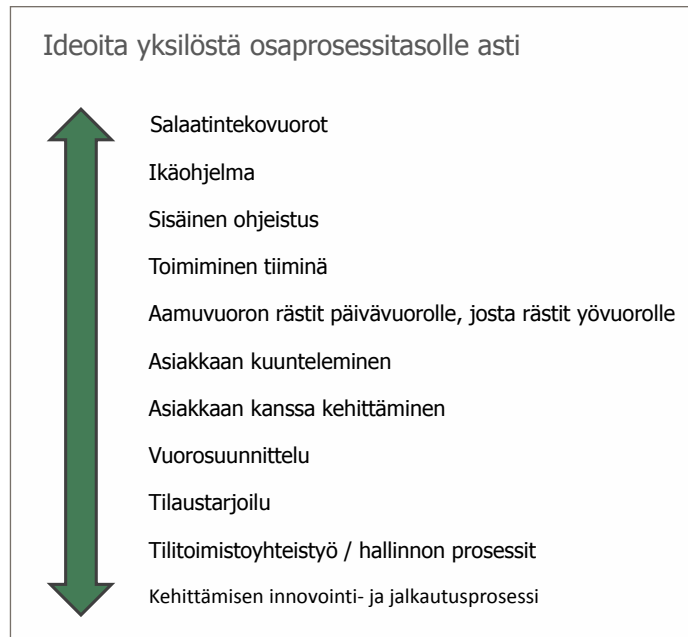 Ideoita yksilöstä osaprosessitasolle asti
Salaatintekovuorot
Ikäohjelma
Sisäinen ohjeistus
Toimiminen tiiminä
Aamuvuoron rästit päivävuorolle, josta rästit yövuorolle
Asiakkaan kuunteleminen
Asiakkaan kanssa kehittäminen
Vuorosuunnittelu
Tilaustarjoilu
Tilitoimistoyhteistyö / hallinnon prosessit
Kehittämisen innovointi- ja jalkautusprosessi